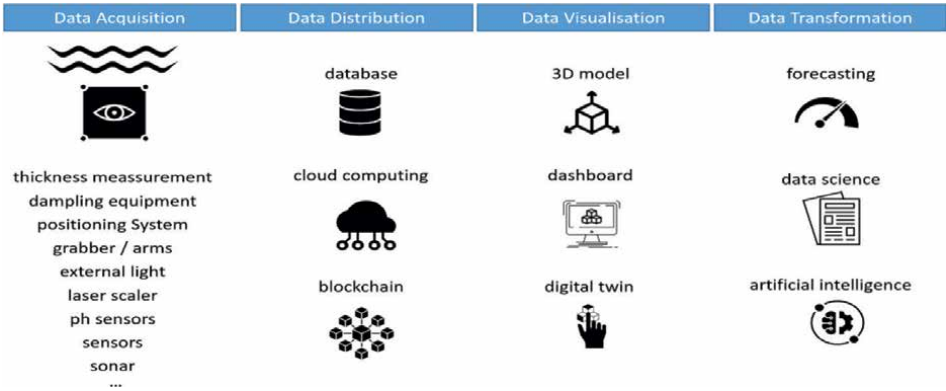 Data Acquisition
thickness meassurement
dampling equipment
positioning System
grabber / arms
external light
laser scaler
ph sensors
sensors
sonar
...
Data Distribution
database
cloud computing
blockchain
Data Visualisation
3D model
dashboard
digital twin
Data Transformation
forecasting
data science
artificial intelligence